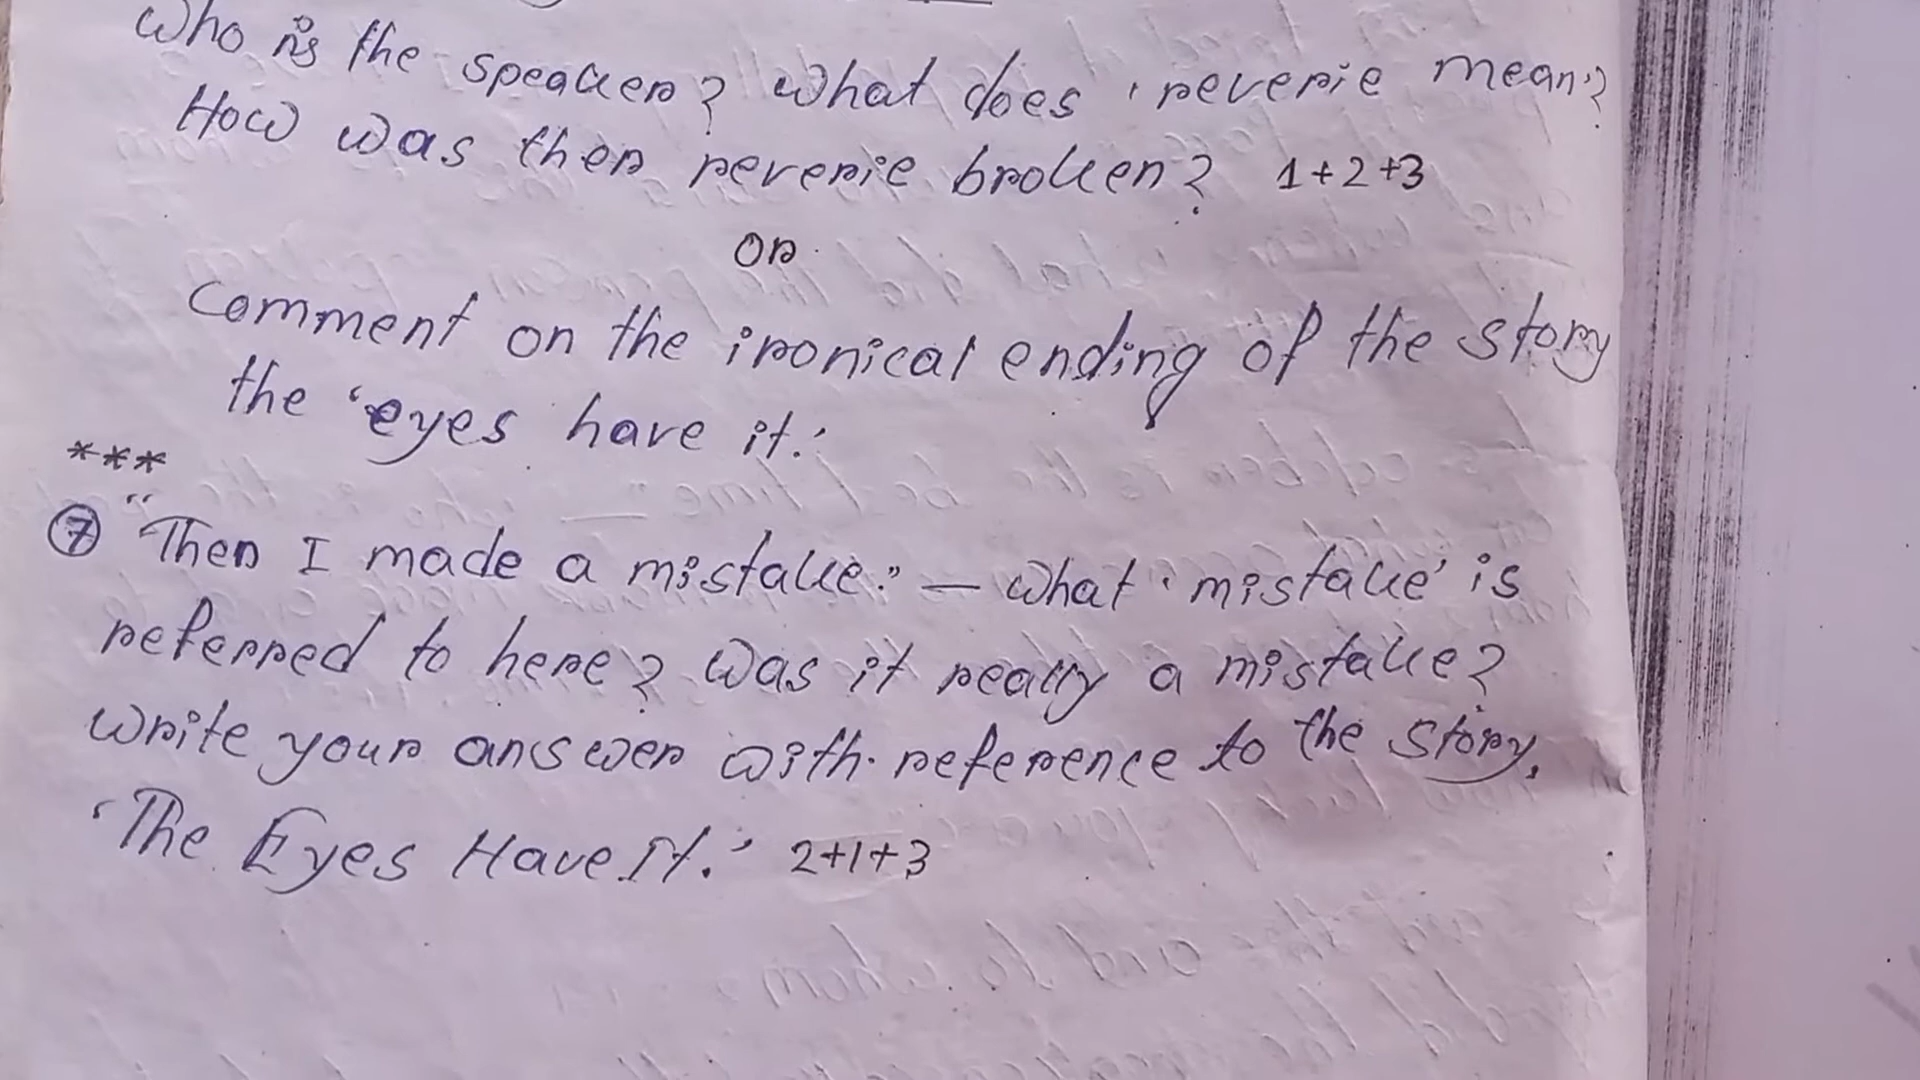 Who is the speaker? What does 'reverie mean?
How was ther reverie broken? 1+2+3
OR
Comment on the ironical ending of the story
the 'eyes have it.'
***
⑦ "Then I made a mistake." — What 'mistake' is
referred to here? Was it really a mistake?
Write your answer with reference to the story,
'The Eyes Have It.' 2+1+3